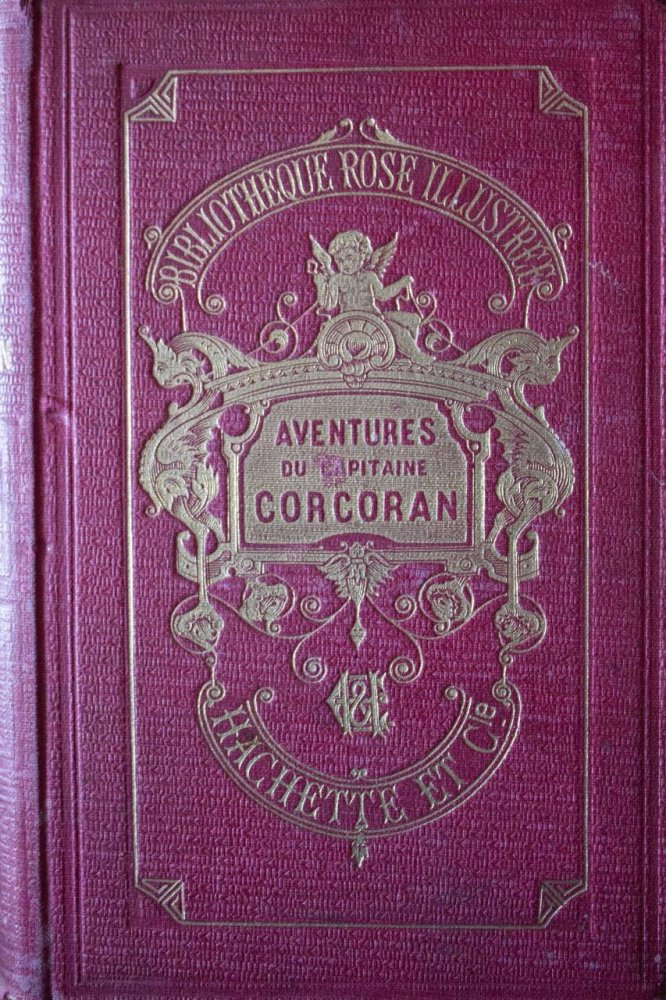 BIBLIOTHEQUE ROSE ILLUSTREE
AVENTURES
DU CAPITAINE
CORCORAN
HACHETTE ET Cie